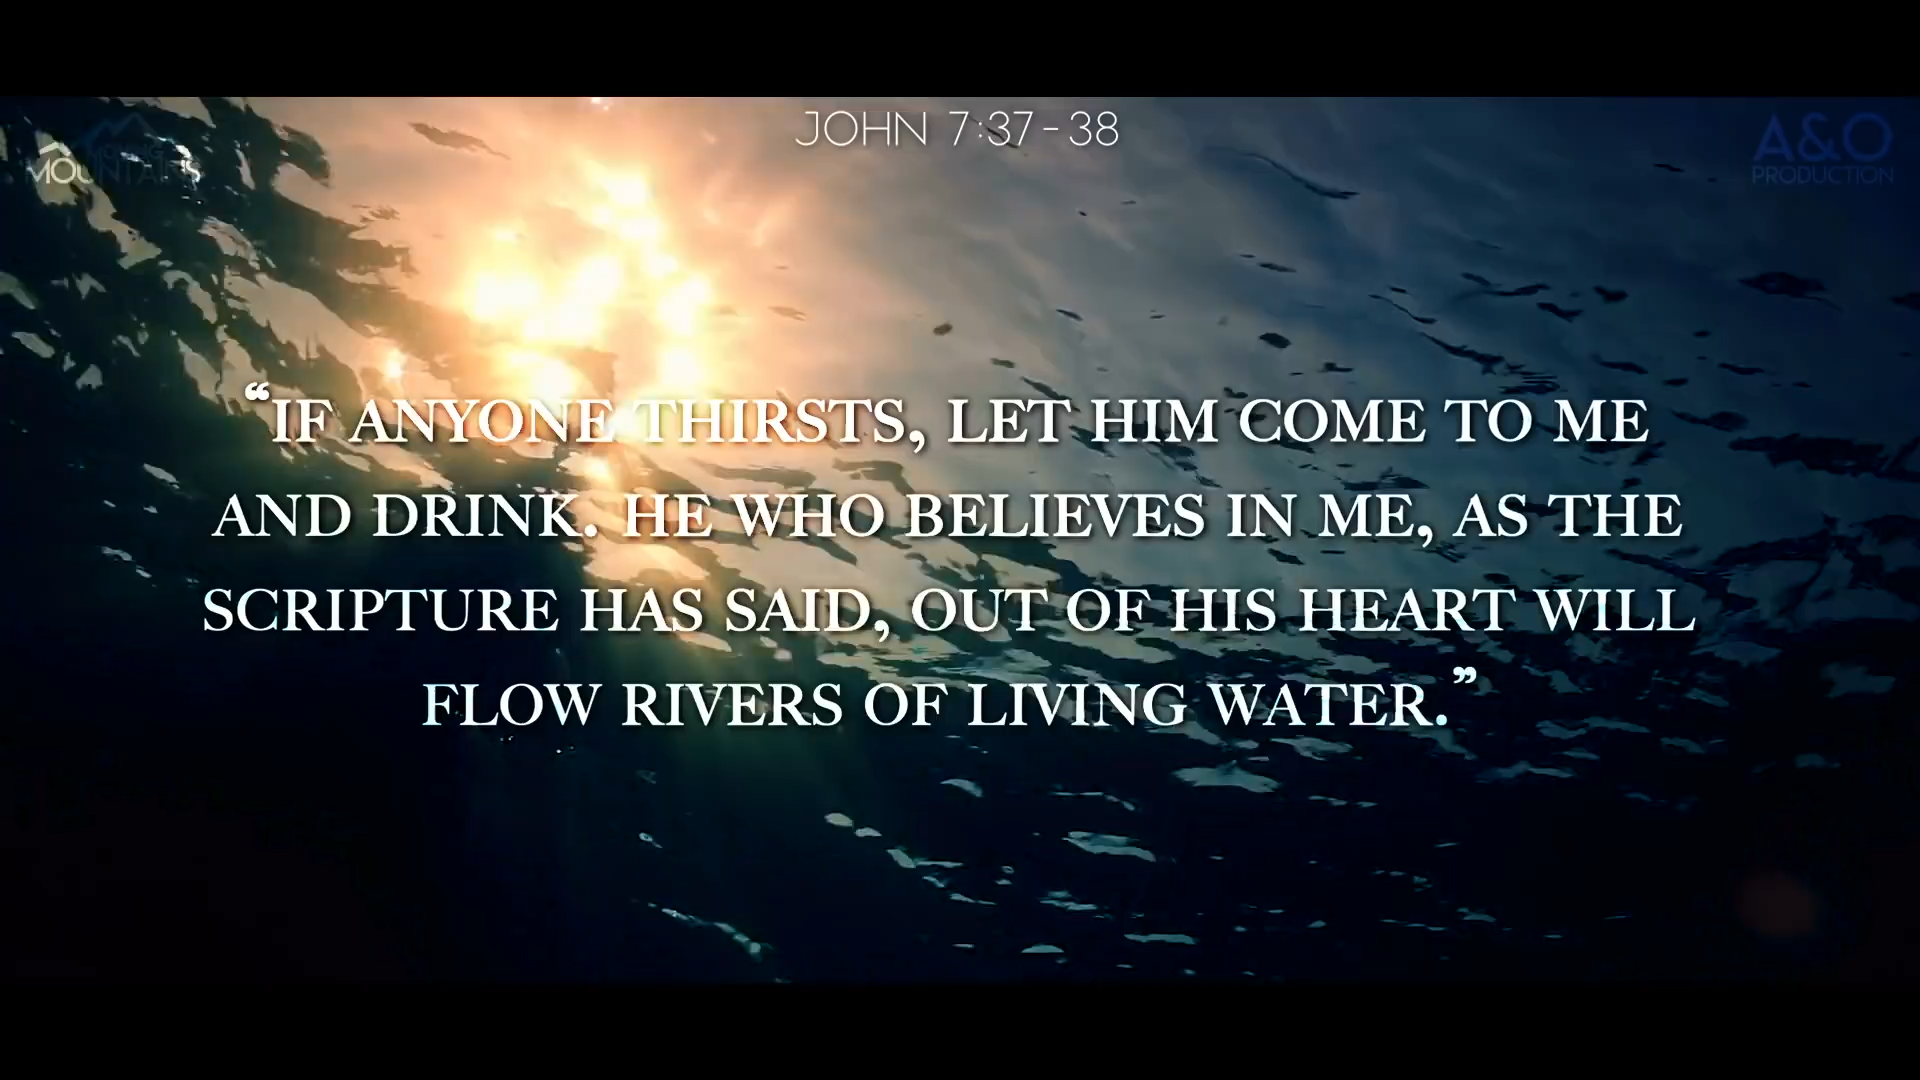 JOHN 7:37-38
MOUNTAINS
A&O
PRODUCTION
“IF ANYONE THIRSTS, LET HIM COME TO ME
AND DRINK. HE WHO BELIEVES IN ME, AS THE
SCRIPTURE HAS SAID, OUT OF HIS HEART WILL
FLOW RIVERS OF LIVING WATER.”